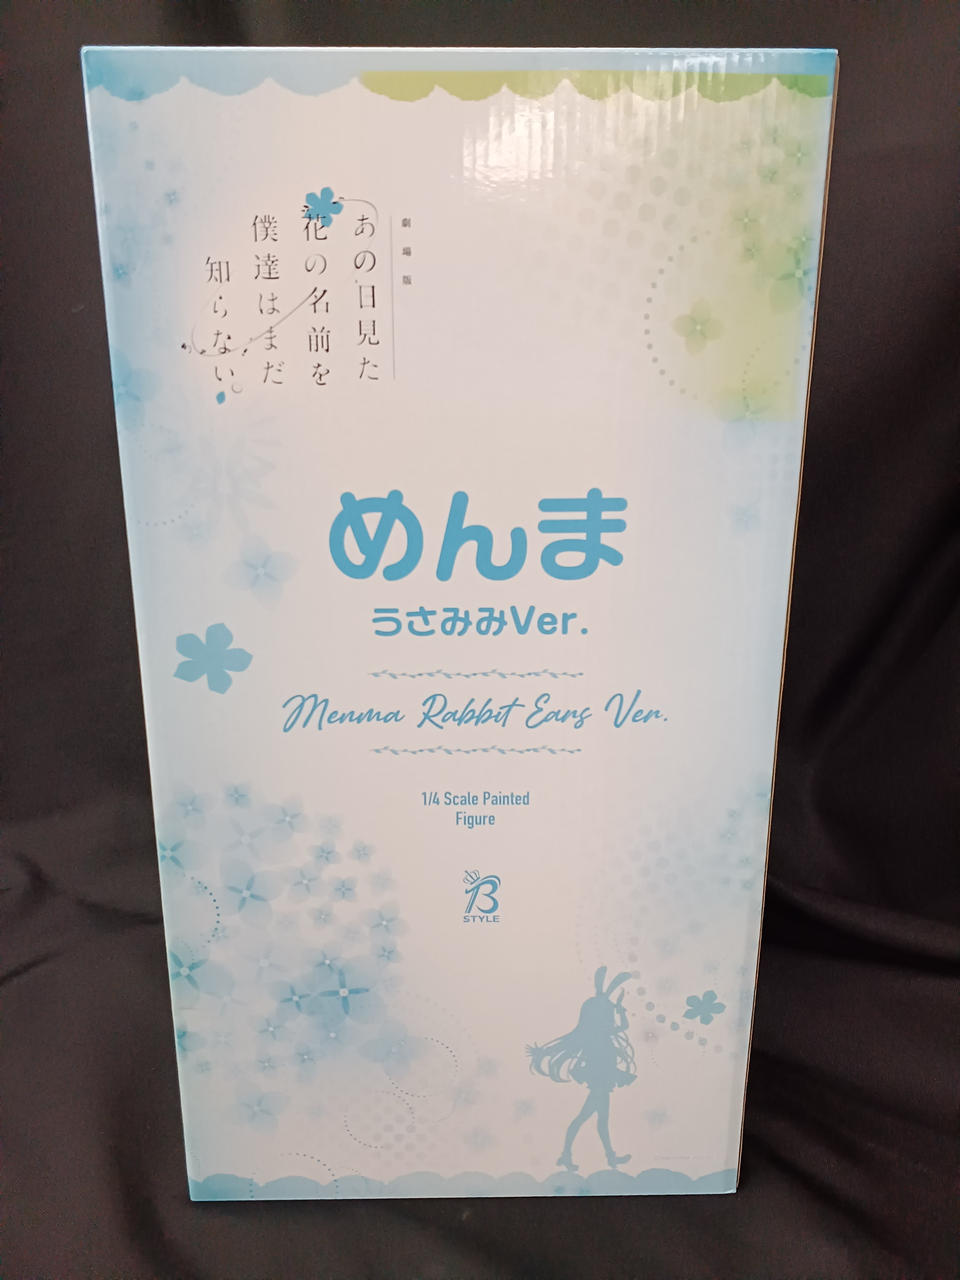 劇場版
あの日見た
花の名前を
僕達はまだ
知らない。
めんま
うさみみVer.
Menma Rabbit Ears Ver.
1/4 Scale Painted
Figure
B
STYLE